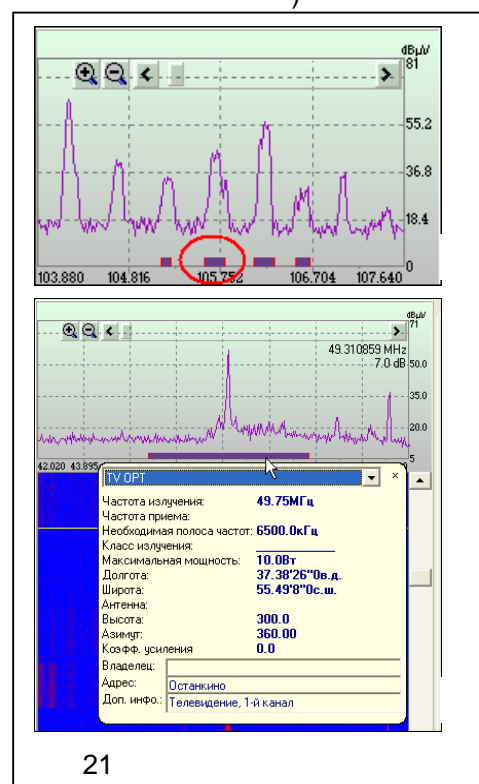 )
dBµV
81
55.2
36.8
18.4
0
103.880 104.816 105.752 106.704 107.640
dBµV
71
49.310859 MHz
7.0 dB
50.0
35.0
20.0
5
42.020 43.895
TV ОРТ
×
Частота излучения: 49.75МГц
Частота приема:
Необходимая полоса частот: 6500.0кГц
Класс излучения:
Максимальная мощность: 10.0Вт
Долгота: 37.38'26"0в.д.
Широта: 55.49'8"0с.ш.
Антенна:
Высота: 300.0
Азимут: 360.00
Коэфф. усиления 0.0
Владелец:
Адрес: Останкино
Доп. инфо.: Телевидение, 1-й канал
21